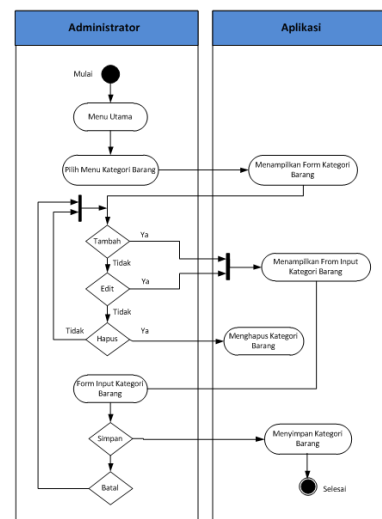 Administrator
Aplikasi
Mulai
Menu Utama
Pilih Menu Kategori Barang
Menampilkan Form Kategori
Barang
Tambah
Ya
Tidak
Menampilkan From Input
Kategori Barang
Edit
Ya
Tidak
Hapus
Tidak
Ya
Menghapus Kategori
Barang
Form Input Kategori
Barang
Simpan
Menyimpan Kategori
Barang
Batal
Selesai